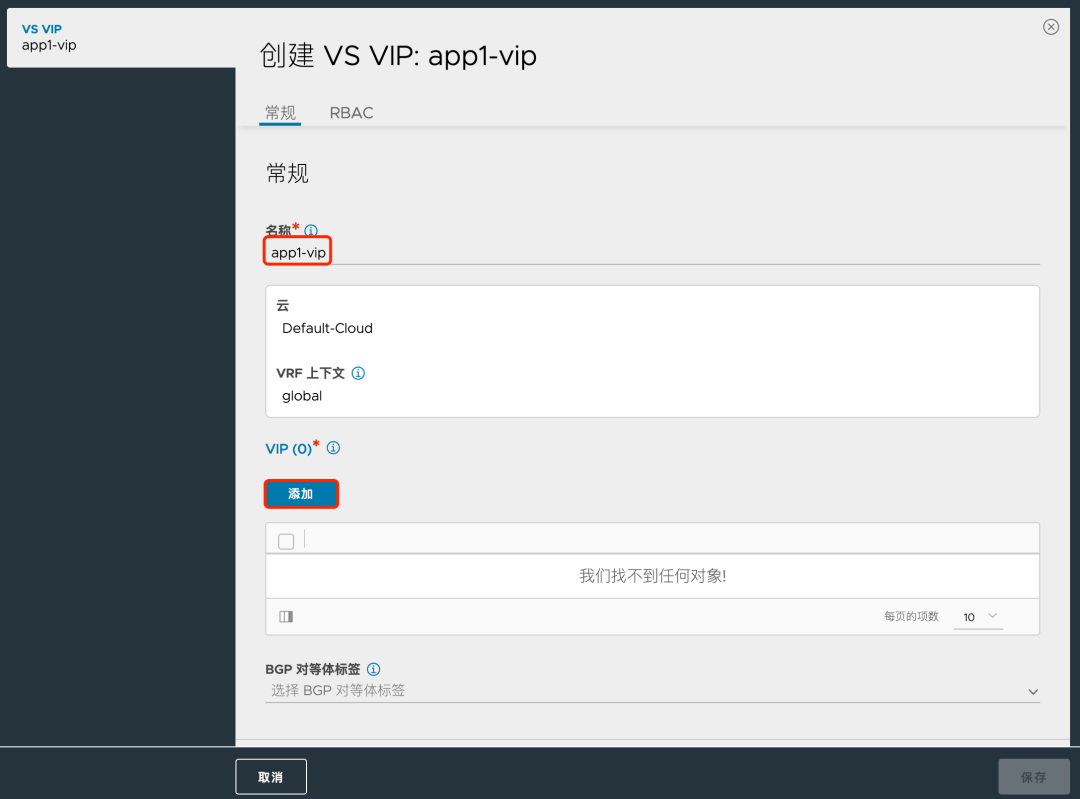 VS VIP
app1-vip
创建 VS VIP: app1-vip
常规
RBAC
常规
名称*
app1-vip
云
Default-Cloud
VRF 上下文
global
VIP (0)*
添加
我们找不到任何对象!
每页的项数 10
BGP 对等体标签
选择 BGP 对等体标签
取消
保存